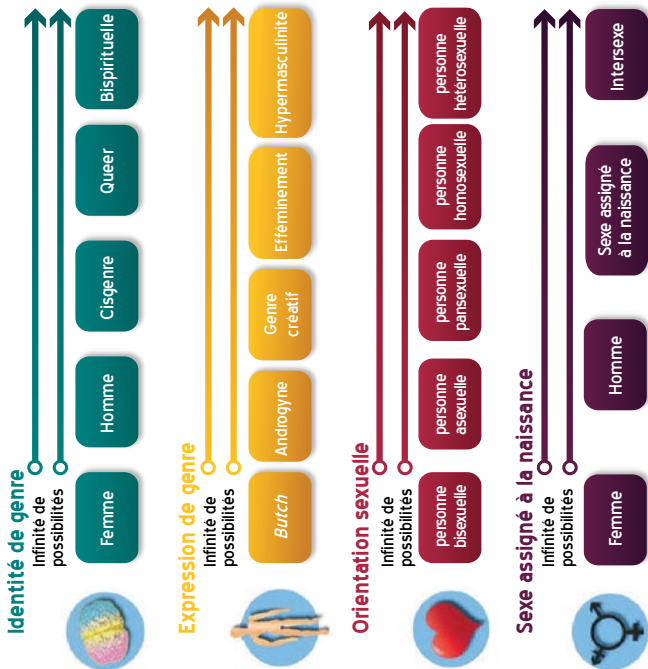 Identité de genre
Infinité de
possibilités
Femme
Homme
Cisgenre
Queer
Bispirituelle
Expression de genre
Infinité de
possibilités
Butch
Androgyne
Genre
créatif
Efféminement
Hypermasculinité
Orientation sexuelle
Infinité de
possibilités
personne
bisexuelle
personne
asexuelle
personne
pansexuelle
personne
homosexuelle
personne
hétérosexuelle
Sexe assigné à la naissance
Infinité de
possibilités
Femme
Homme
Sexe assigné
à la naissance
Intersexe